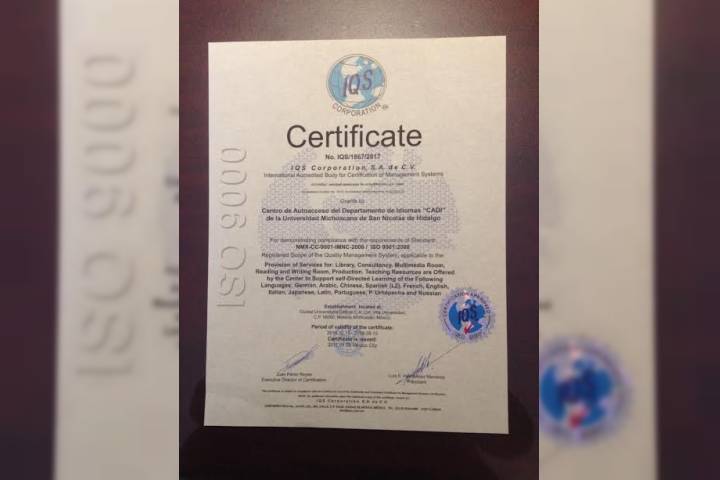 IQS
CORPORATION
Certificate
No. IQS/1867/2017
IQS Corporation, S.A. de C.V.
International Accredited Body for Certification of Management Systems
Grants to
Centro de Autoacceso del Departamento de Idiomas "CADI"
de la Universidad Michoacana de San Nicolás de Hidalgo
For demonstrating compliance with the requirements of Standard:
NMX-CC-9001-IMNC-2008 / ISO 9001:2008
Registered Scope of the Quality Management System, applicable to the:
Provision of Services for: Library, Consultancy, Multimedia Room,
Reading and Writing Room, Production. Teaching Resources are Offered
by the Center to Support self-Directed Learning of the Following
Languages: German, Arabic, Chinese, Spanish (L2), French, English,
Italian, Japanese, Latin, Portuguese, P´urhépecha and Russian
Establishment, located at:
Period of validity of the certificate:
Certificate is issued:
Mexico City
Executive Director of Certification
President
IQS Corporation, S.A. de C.V.
ISO 9000
IQS